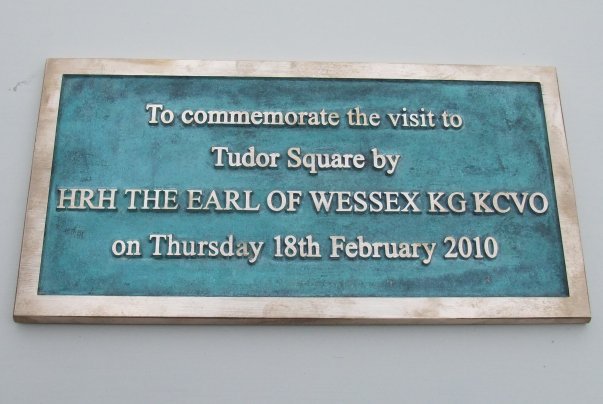 To commemorate the visit to
Tudor Square by
HRH THE EARL OF WESSEX KG KCVO
on Thursday 18th February 2010